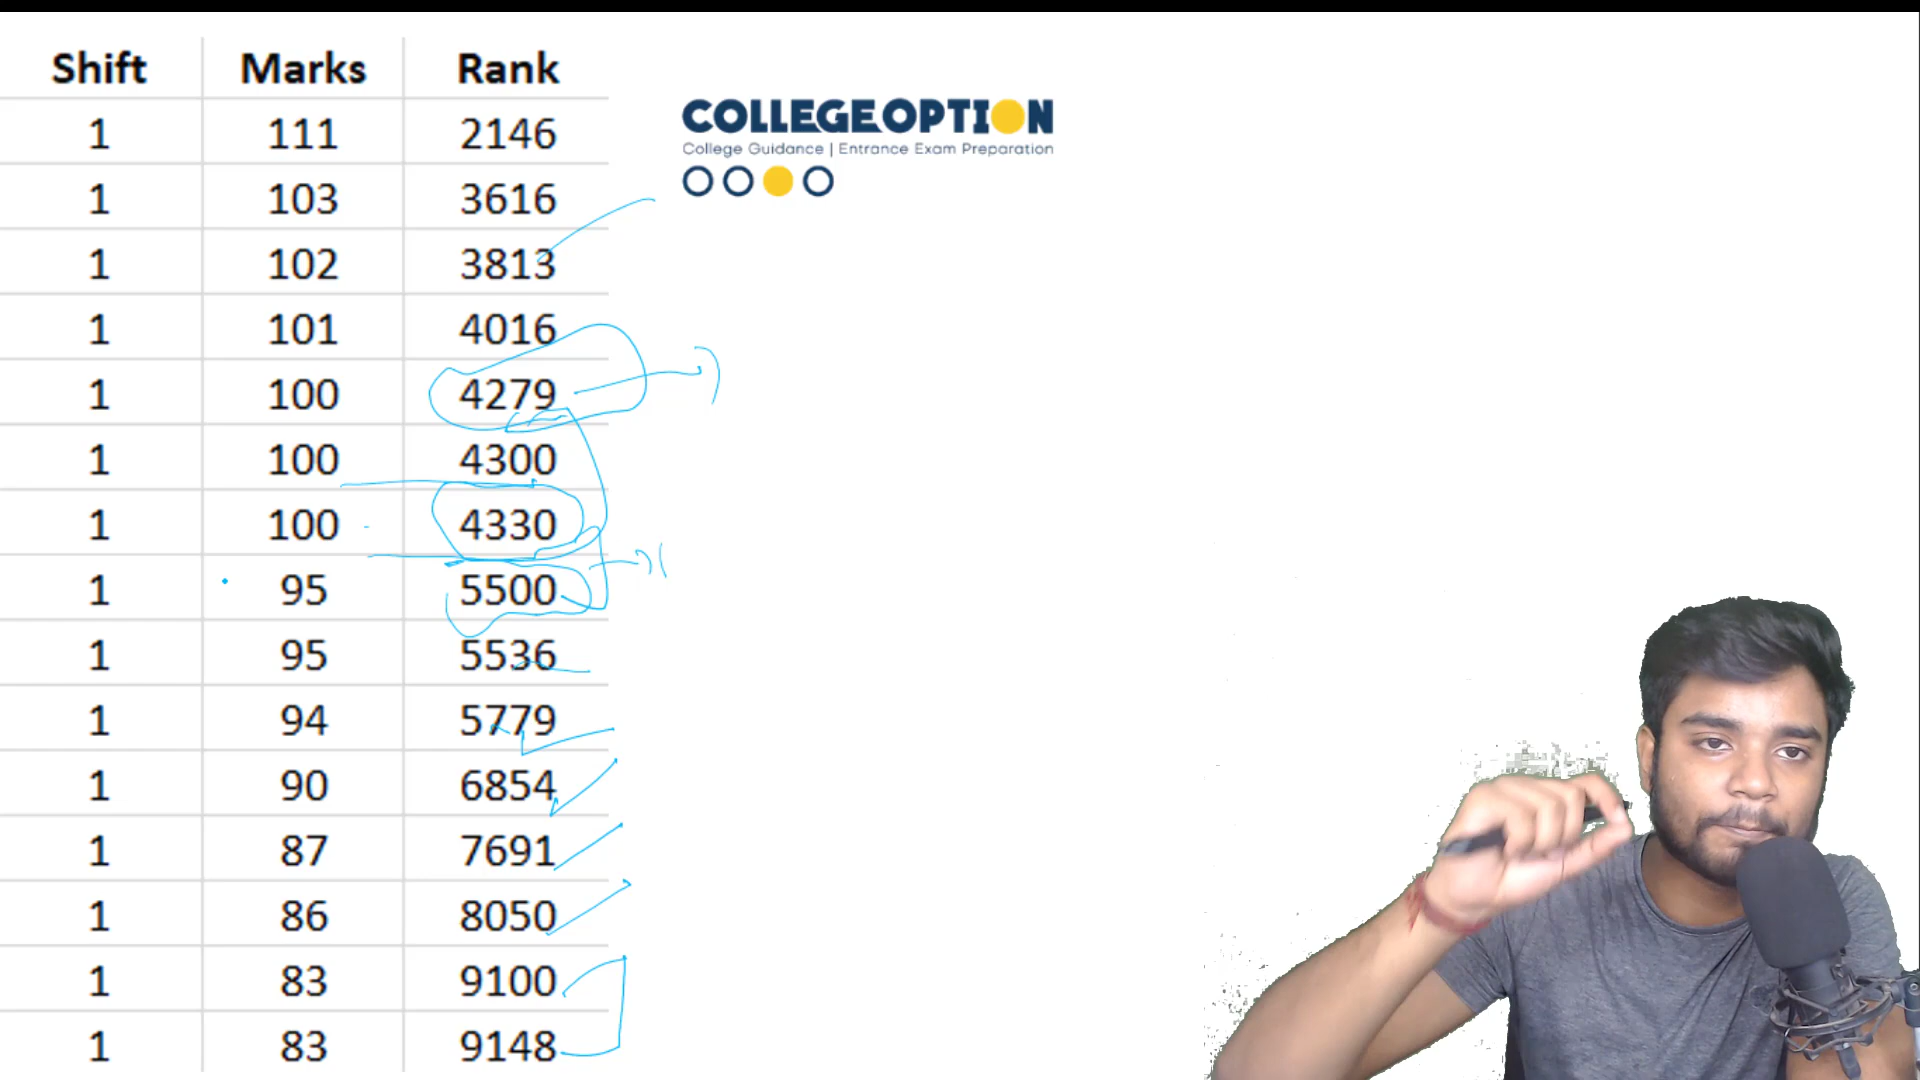 Shift Marks Rank
1 111 2146
1 103 3616
1 102 3813
1 101 4016
1 100 4279
1 100 4300
1 100 4330
1 95 5500
1 95 5536
1 94 5779
1 90 6854
1 87 7691
1 86 8050
1 83 9100
1 83 9148
COLLEGEOPTION
College Guidance | Entrance Exam Preparation